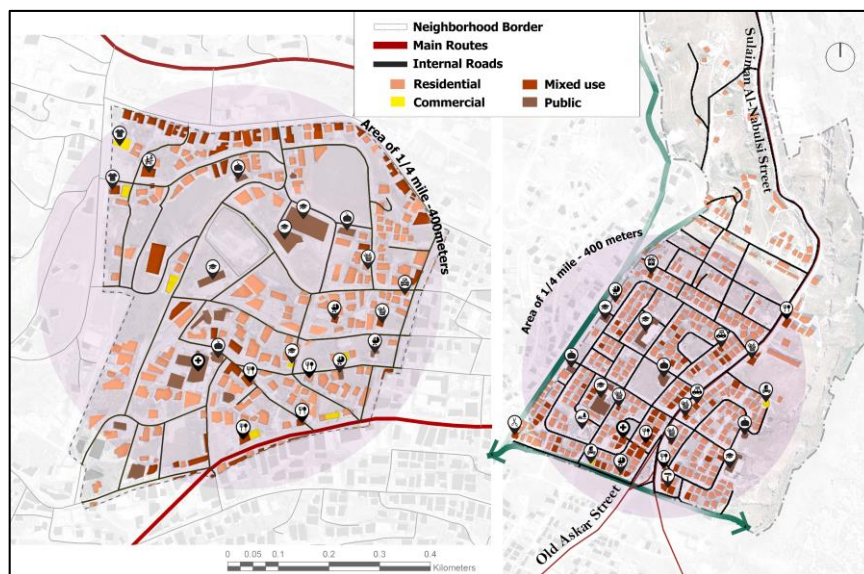 Neighborhood Border
Main Routes
Internal Roads
Residential
Mixed use
Commercial
Public
Area of 1/4 mile -400meters
Sulaiman Al-Nabulsi Street
Area of 1/4 mile - 400 meters
Old Askar Street
0 0.05 0.1 0.2 0.3 0.4
Kilometers